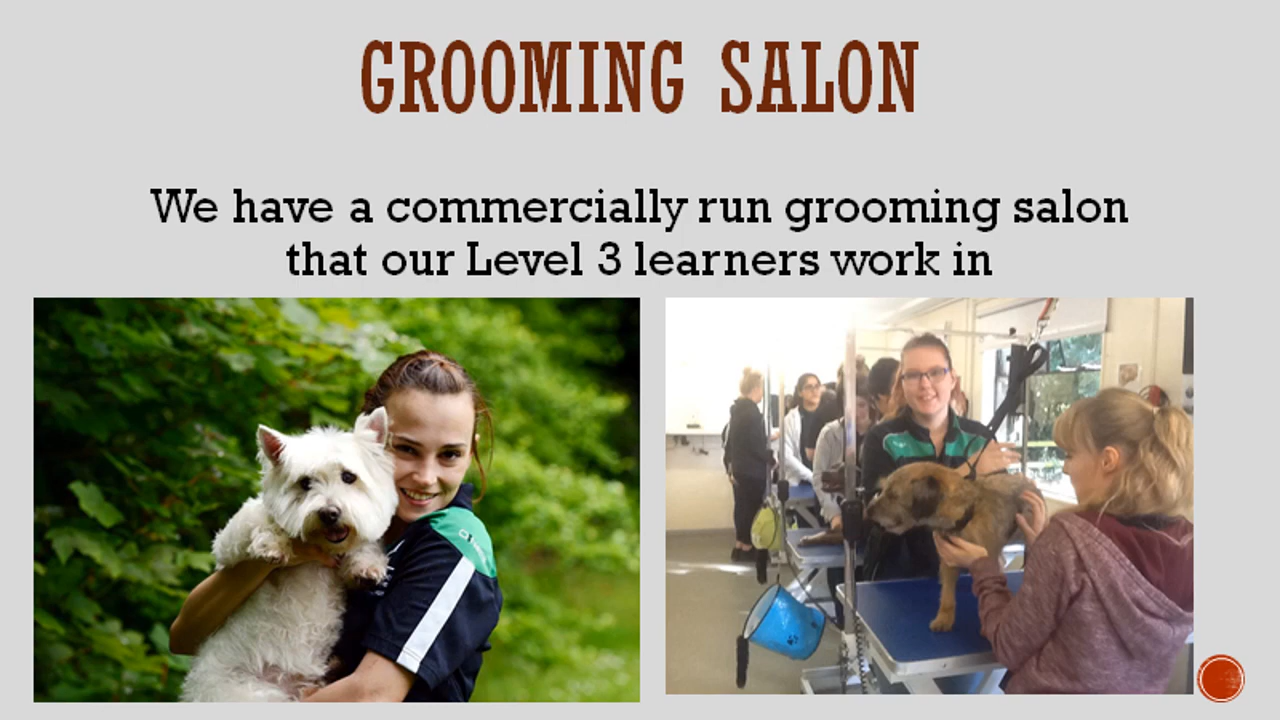 GROOMING SALON
We have a commercially run grooming salon
that our Level 3 learners work in